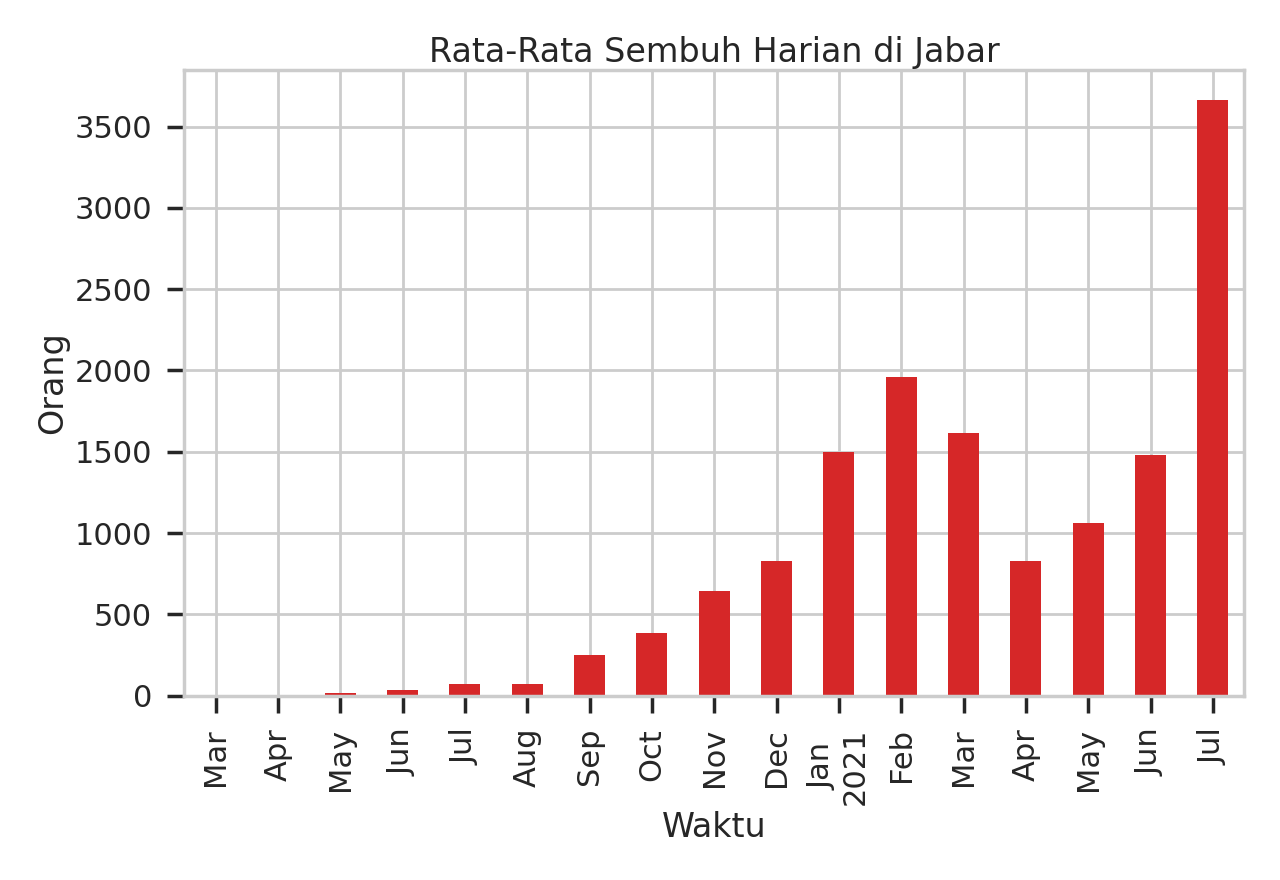 Rata-Rata Sembuh Harian di Jabar
3500
3000
2500
2000
1500
1000
500
0
Orang
Mar
Apr
May
Jun
Jul
Aug
Sep
Oct
Nov
Dec
Jan
2021
Feb
Mar
Apr
May
Jun
Jul
Waktu